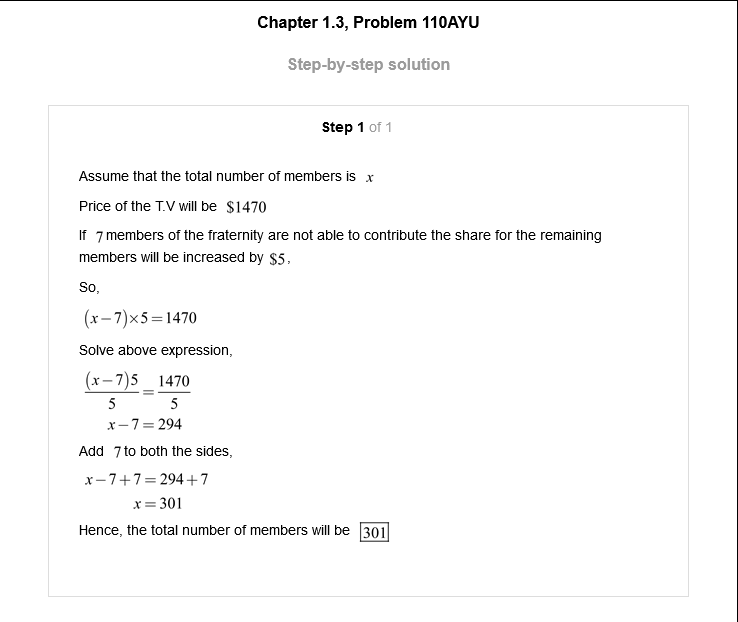 Chapter 1.3, Problem 110AYU
Step-by-step solution
Step 1 of 1
Assume that the total number of members is x
Price of the T.V will be $1470
If 7 members of the fraternity are not able to contribute the share for the remaining
members will be increased by $5.
So,
(x−7)×5=1470
Solve above expression,
(x−7)5/5 = 1470/5
x−7=294
Add 7 to both the sides,
x−7+7=294+7
x=301
Hence, the total number of members will be 301